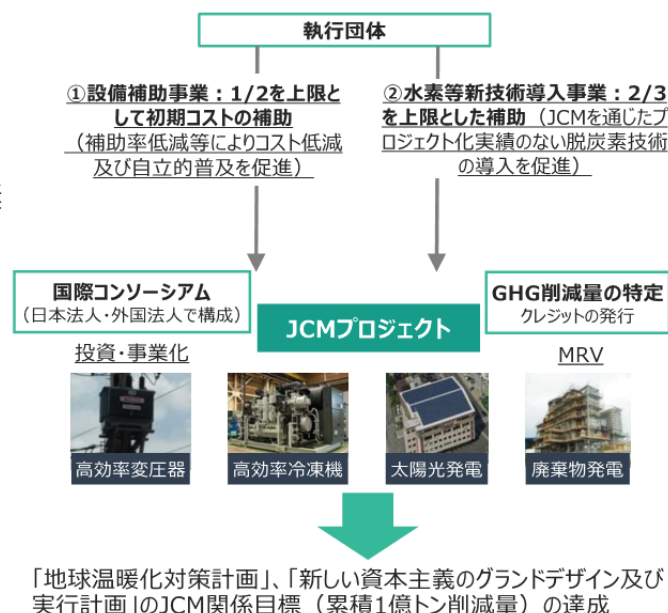 執行団体
①設備補助事業：1/2を上限と
して初期コストの補助
（補助率低減等によりコスト低減
及び自立的普及を促進）
②水素等新技術導入事業：2/3
を上限とした補助（JCMを通じたプ
ロジェクト化実績のない脱炭素技術
の導入を促進）
国際コンソーシアム
（日本法人・外国法人で構成）
投資・事業化
JCMプロジェクト
GHG削減量の特定
クレジットの発行
MRV
高効率変圧器
高効率冷凍機
太陽光発電
廃棄物発電
「地球温暖化対策計画」、「新しい資本主義のグランドデザイン及び
実行計画」のJCM関係目標（累積1億トン削減量）の達成